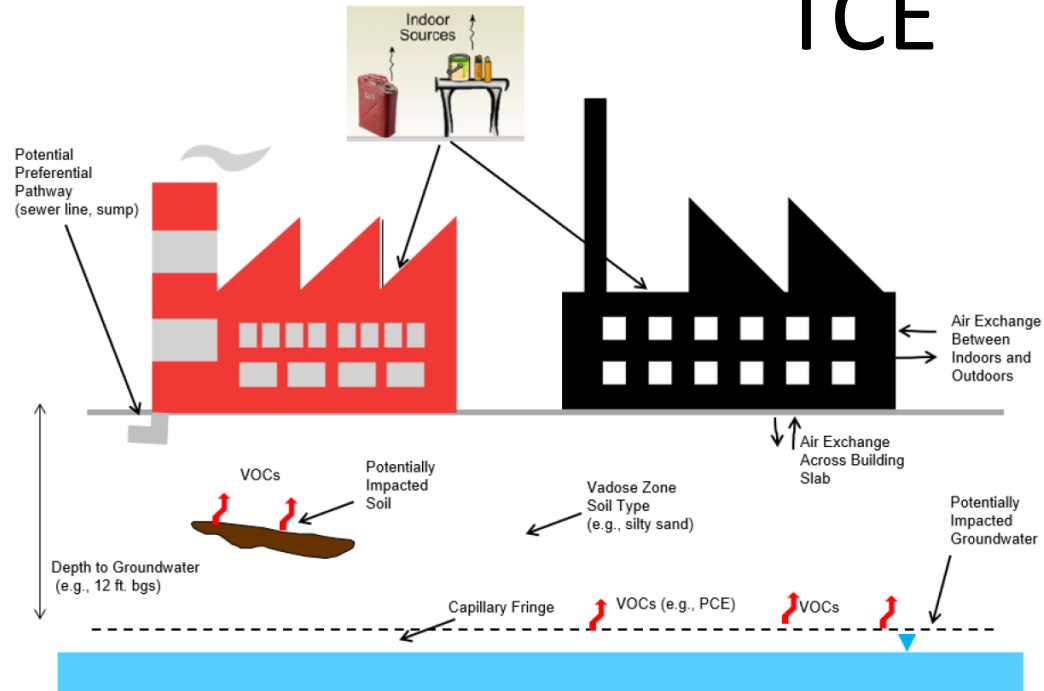 TCE
Indoor
Sources
Potential
Preferential
Pathway
(sewer line, sump)
Air Exchange
Between
Indoors and
Outdoors
Air Exchange
Across Building
Slab
VOCs
Potentially
Impacted
Soil
Vadose Zone
Soil Type
(e.g., silty sand)
Potentially
Impacted
Groundwater
Depth to Groundwater
(e.g., 12 ft. bgs)
Capillary Fringe
VOCs (e.g., PCE)
VOCs